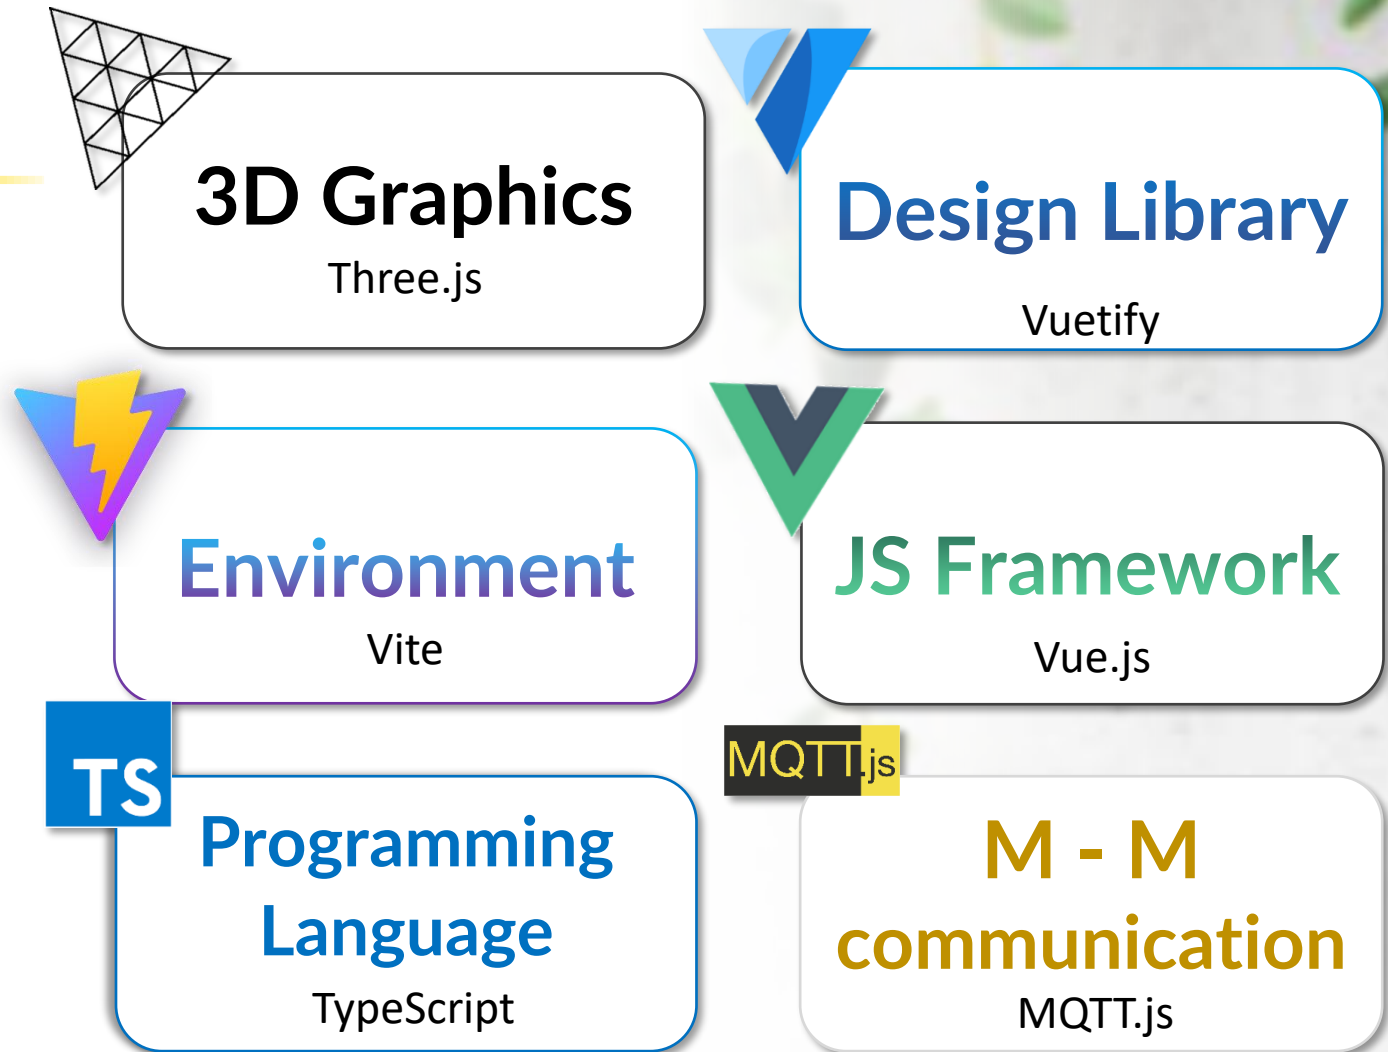 3D Graphics
Three.js
Design Library
Vuetify
Environment
Vite
JS Framework
Vue.js
TS
Programming
Language
TypeScript
MQTT.js
M - M
communication
MQTT.js